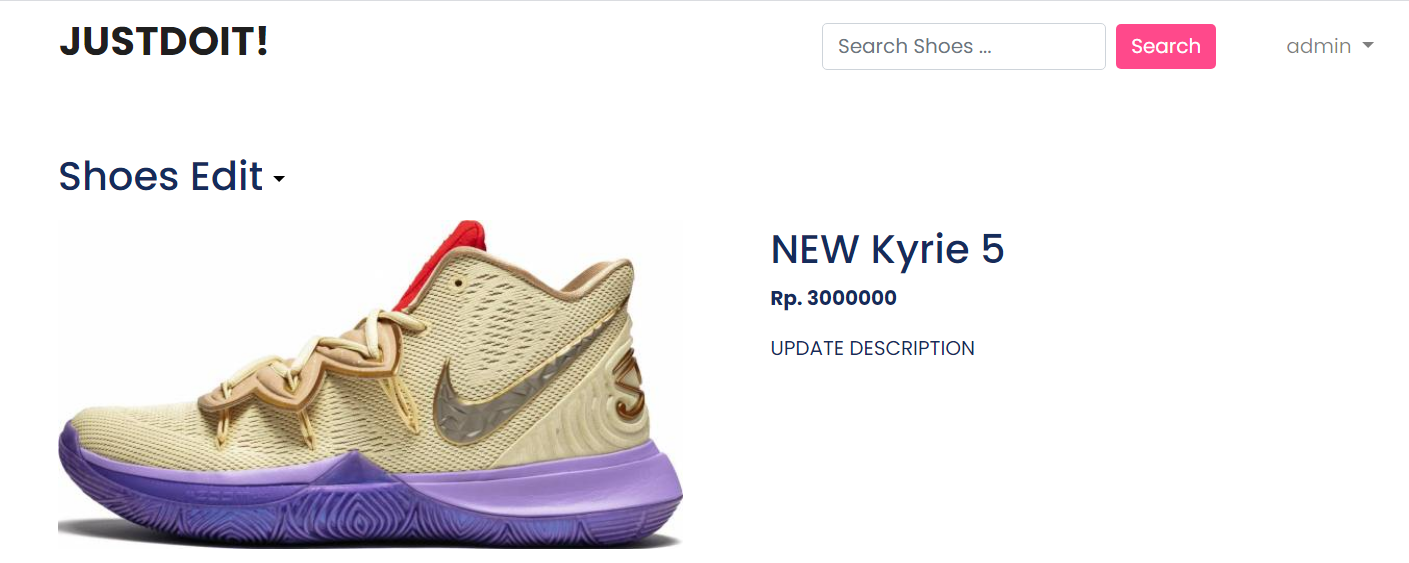 JUSTDOIT!
Search Shoes ...
Search
admin
Shoes Edit
NEW Kyrie 5
Rp. 3000000
UPDATE DESCRIPTION